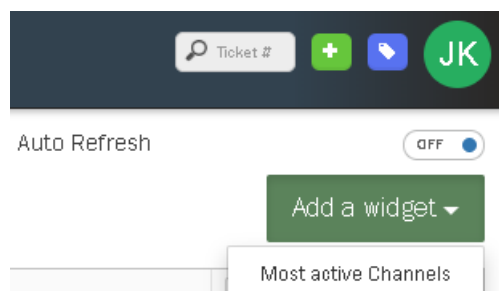 Ticket #
JK
Auto Refresh
OFF
Add a widget
Most active Channels